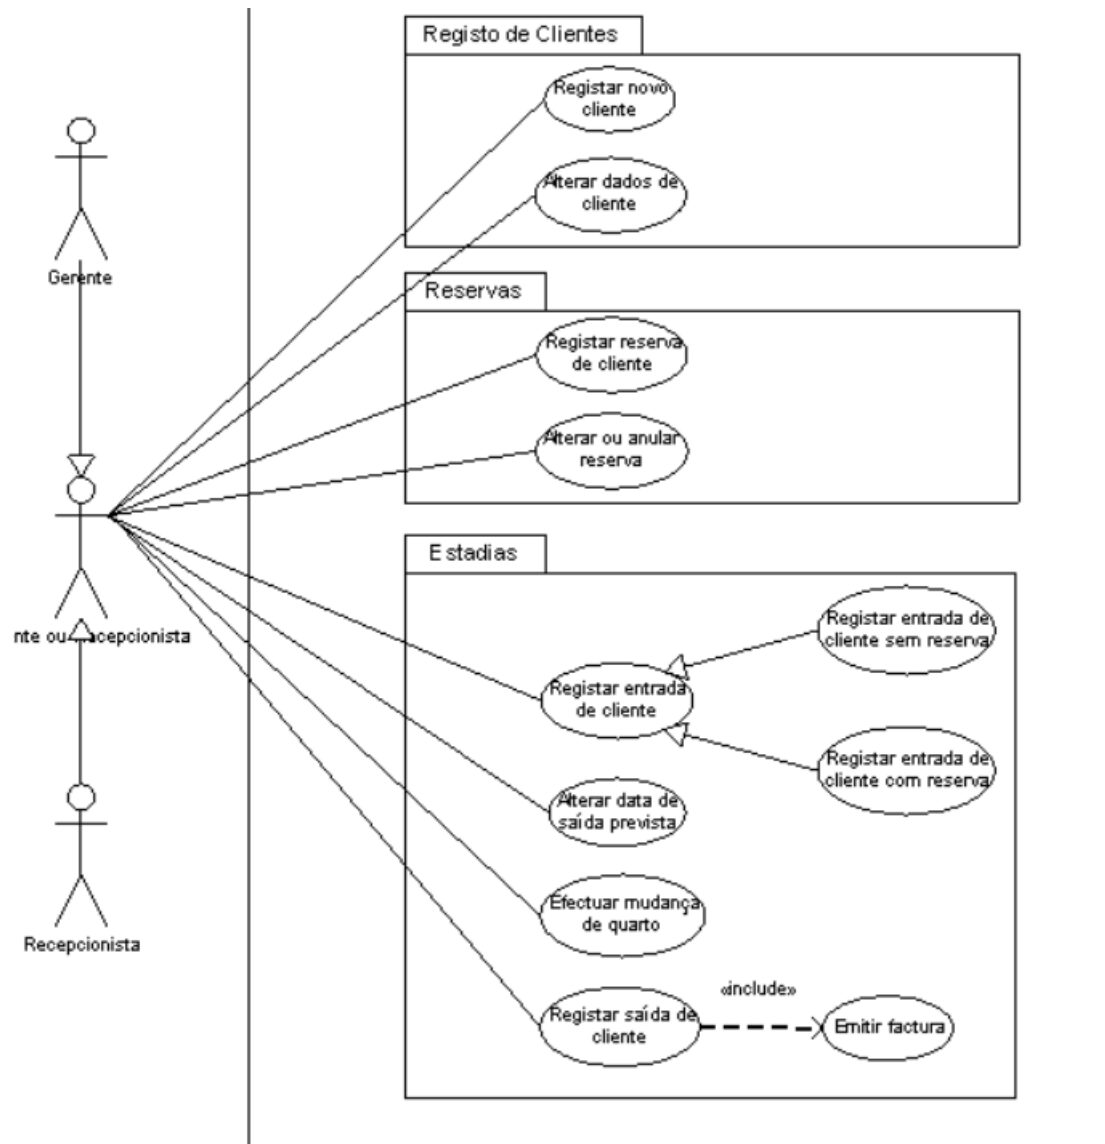 Registo de Clientes
Registar novo
cliente
Alterar dados de
cliente
Gerente
Reservas
Registar reserva
de cliente
Alterar ou anular
reserva
nte ou
Estadias
Registar entrada de
cliente sem reserva
Registar entrada
de cliente
Registar entrada de
cliente com reserva
Alterar data de
saída prevista
Efectuar mudança
de quarto
Recepcionista
«include»
Registar saída de
cliente
Emitir factura